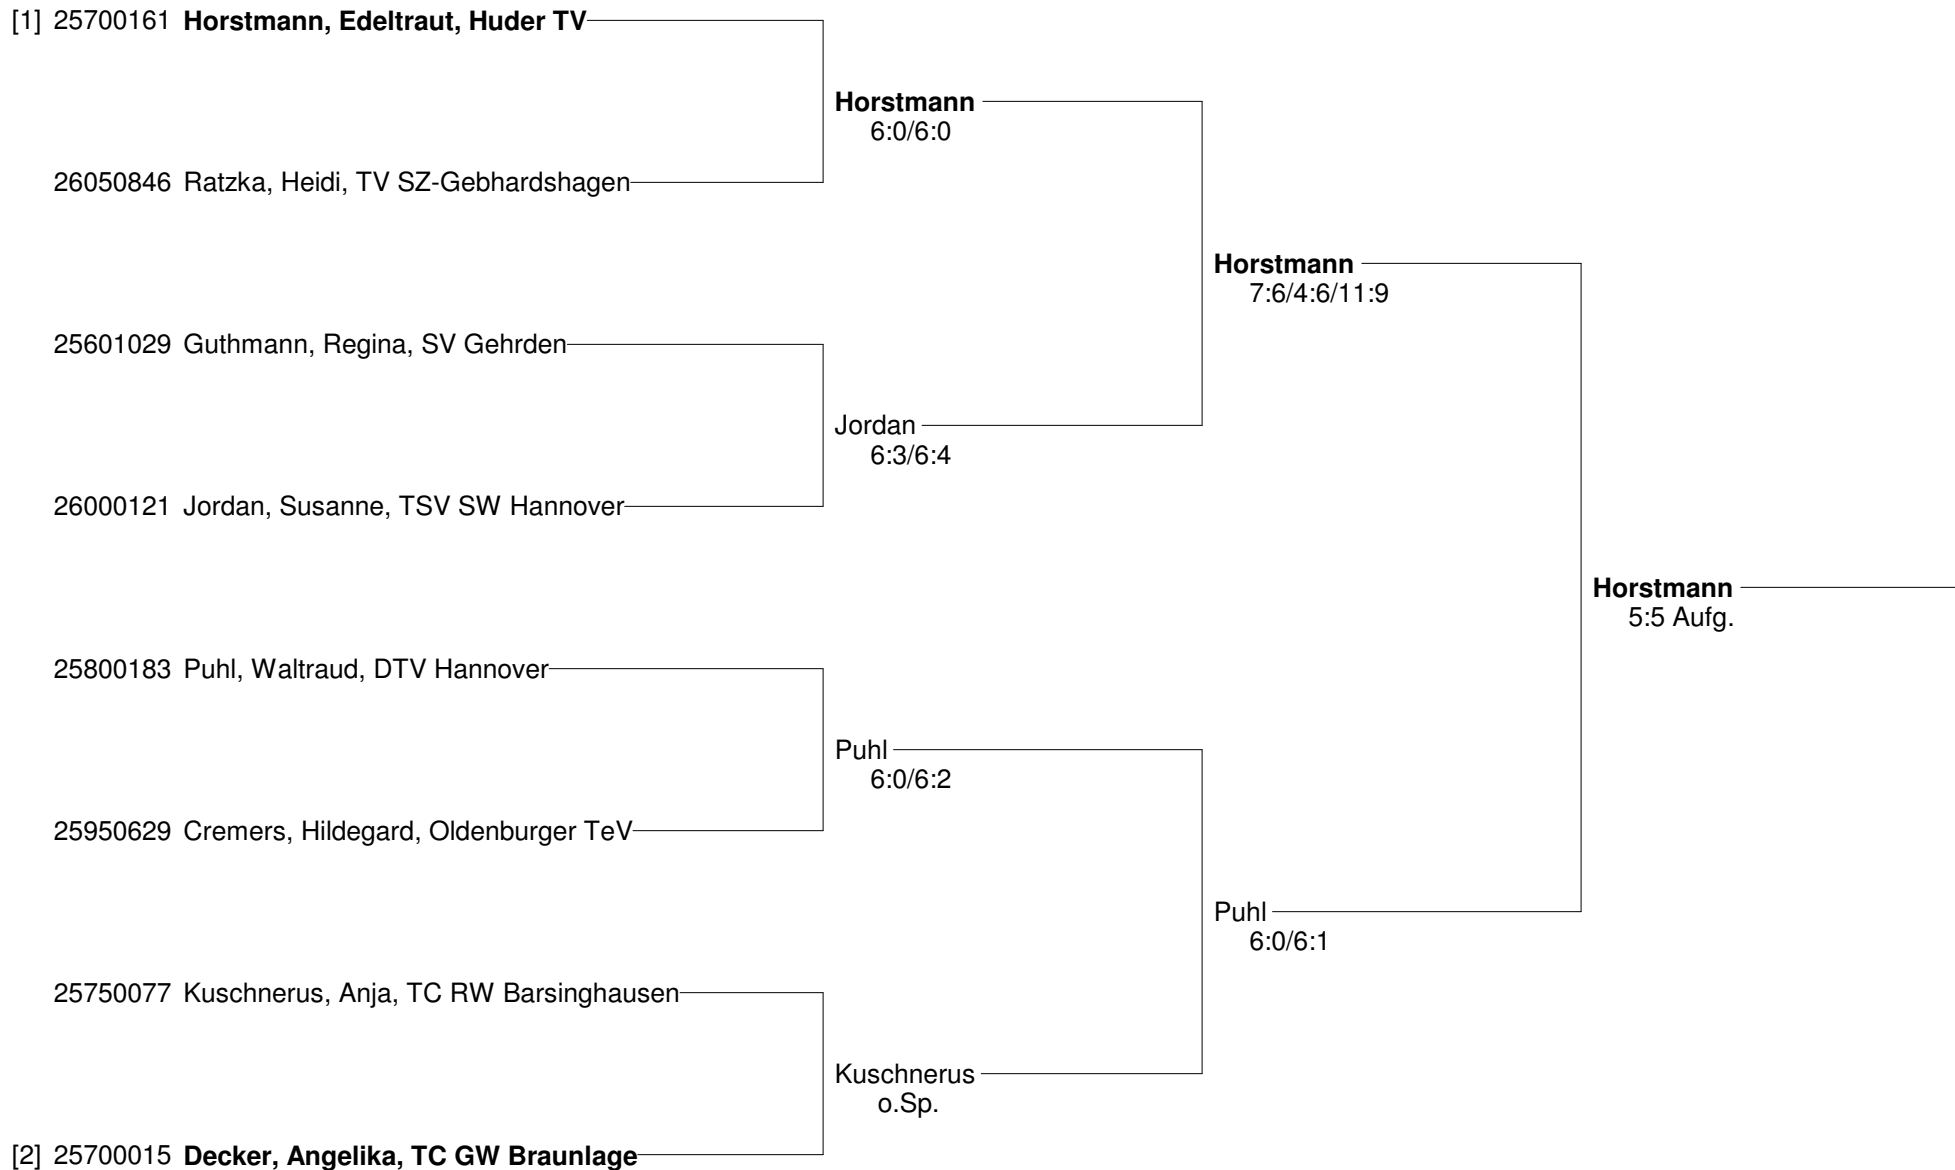 [1] 25700161 Horstmann, Edeltraut, Huder TV
Horstmann
6:0/6:0
26050846 Ratzka, Heidi, TV SZ-Gebhardshagen
Horstmann
7:6/4:6/11:9
25601029 Guthmann, Regina, SV Gehrden
Jordan
6:3/6:4
26000121 Jordan, Susanne, TSV SW Hannover
Horstmann
5:5 Aufg.
25800183 Puhl, Waltraud, DTV Hannover
Puhl
6:0/6:2
25950629 Cremers, Hildegard, Oldenburger TeV
Puhl
6:0/6:1
25750077 Kuschnerus, Anja, TC RW Barsinghausen
Kuschnerus
o.Sp.
[2] 25700015 Decker, Angelika, TC GW Braunlage